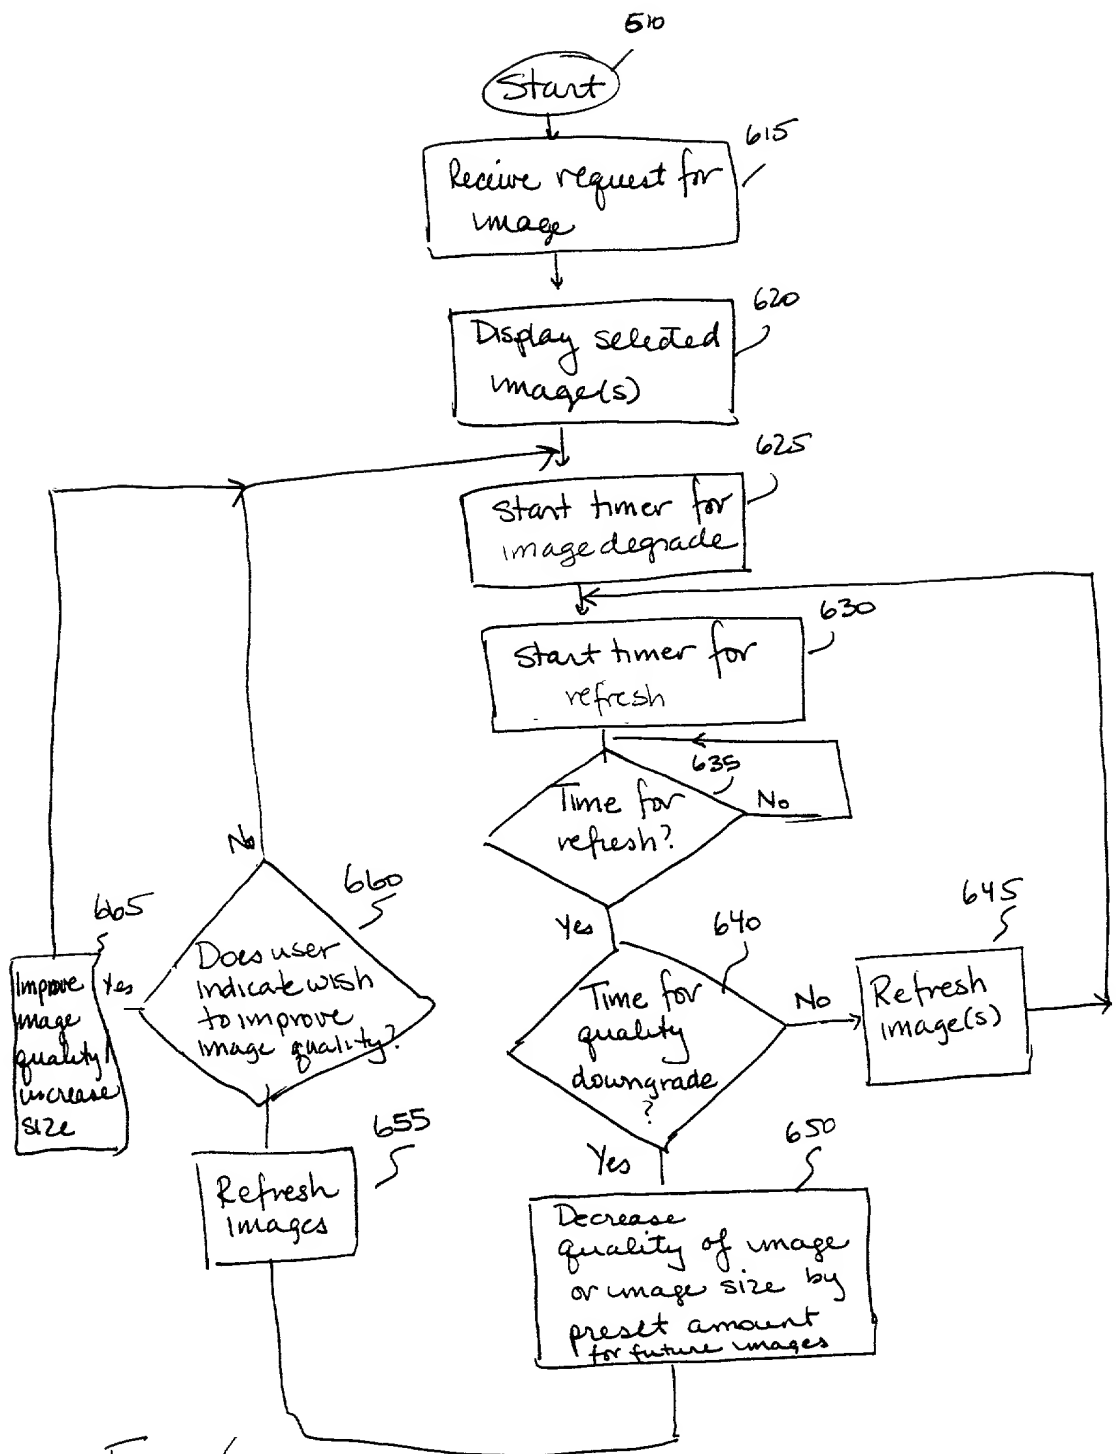 510
Start
615
Receive request for
image
620
Display selected
image(s)
625
Start timer for
image degrade
630
Start timer for
refresh
635
Time for
refresh?
No
Yes
640
Time for
quality
downgrade
?
No
645
Refresh
image(s)
Yes
650
Decrease
quality of image
or image size by
preset amount
for future images
655
Refresh
images
660
Does user
indicate wish
to improve
image quality?
No
Yes
665
Improve
image
quality/
increase
size